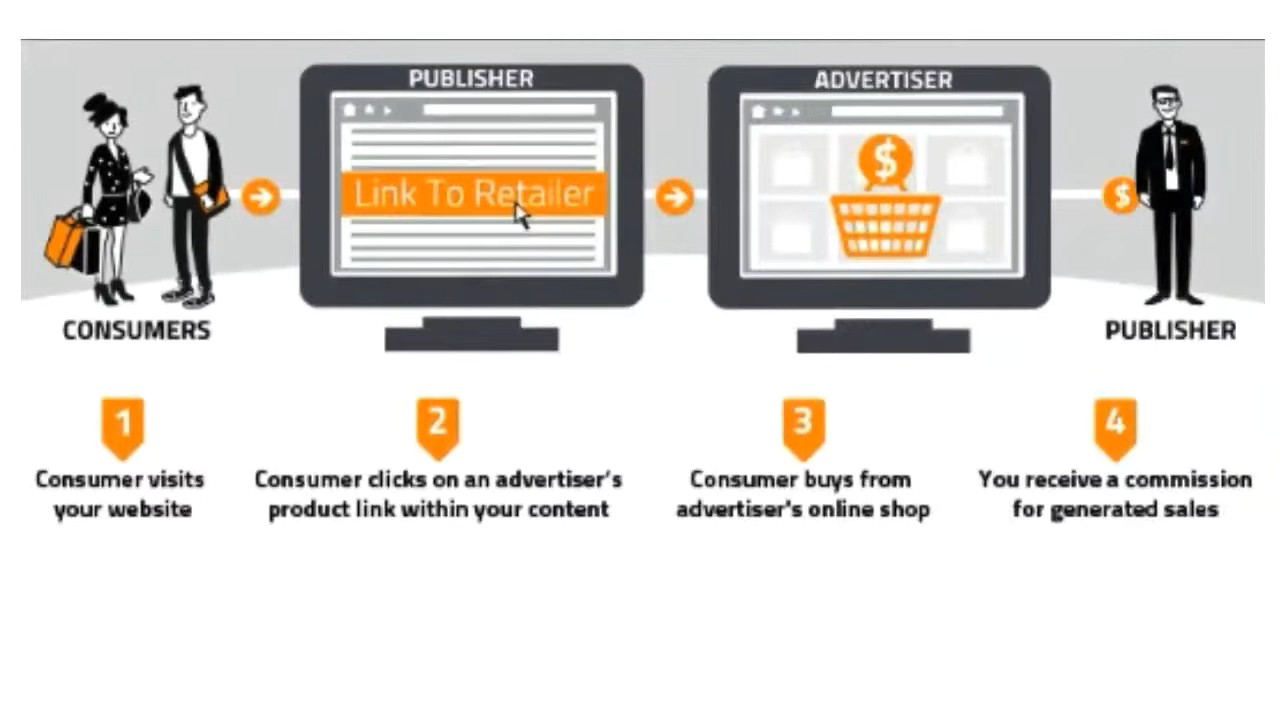 PUBLISHER
ADVERTISER
Link To Retailer
$
$
CONSUMERS
PUBLISHER
1
2
3
4
Consumer visits
your website
Consumer clicks on an advertiser's
product link within your content
Consumer buys from
advertiser's online shop
You receive a commission
for generated sales